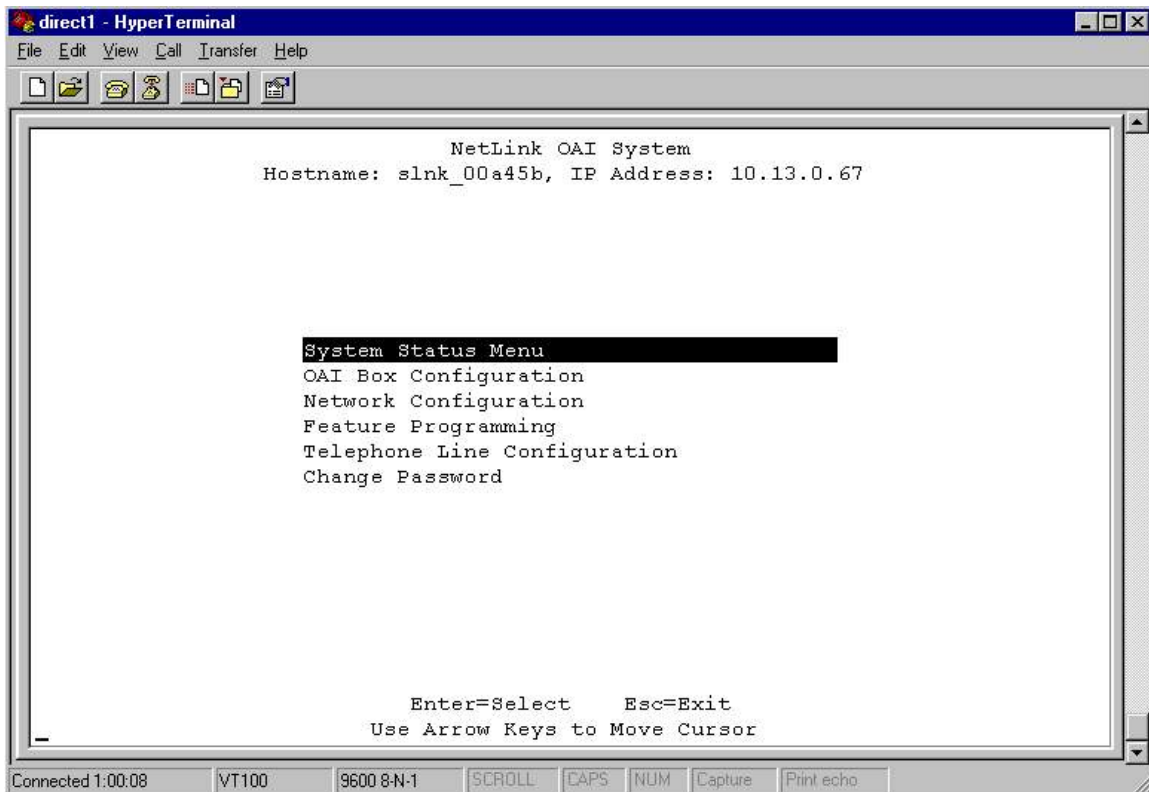 direct1 - HyperTerminal
File Edit View Call Transfer Help
NetLink OAI System
Hostname: slnk_00a45b, IP Address: 10.13.0.67
System Status Menu
OAI Box Configuration
Network Configuration
Feature Programming
Telephone Line Configuration
Change Password
Enter=Select Esc=Exit
Use Arrow Keys to Move Cursor
Connected 1:00:08 VT100 9600 8-N-1 SCROLL CAPS NUM Capture Print echo